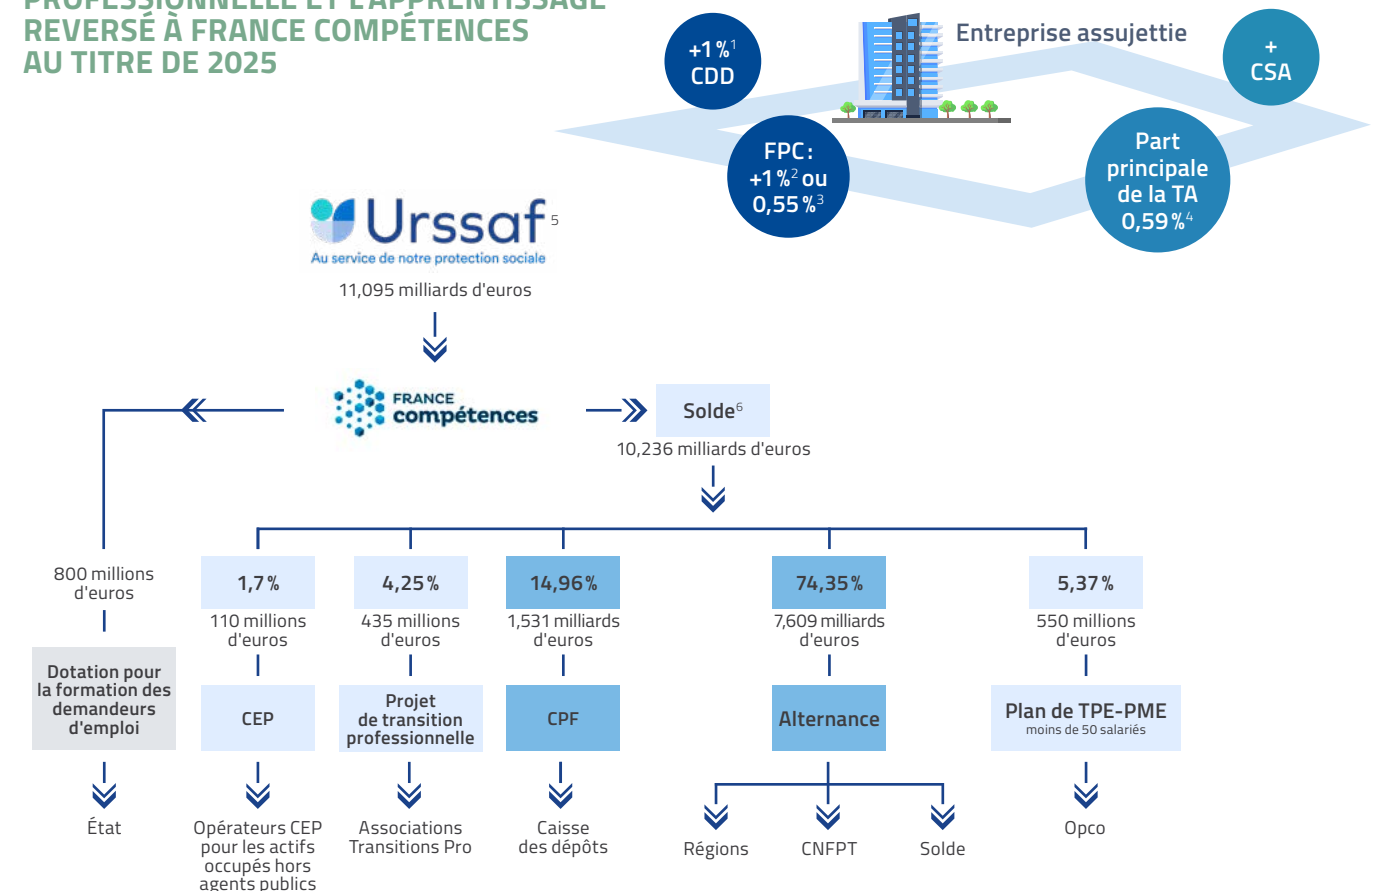 PROFESSIONNELLE ET L'APPRENTISSAGE
REVERSÉ À FRANCE COMPÉTENCES
AU TITRE DE 2025
+1 %¹
CDD
Entreprise assujettie
+
CSA
FPC :
+1 %² ou
0,55 %³
Part
principale
de la TA
0,59 %⁴
Urssaf ⁵
Au service de notre protection sociale
11,095 milliards d'euros
FRANCE
compétences
Solde⁶
10,236 milliards d'euros
800 millions
d'euros
Dotation pour
la formation des
demandeurs
d'emploi
État
1,7 %
110 millions
d'euros
CEP
Opérateurs CEP
pour les actifs
occupés hors
agents publics
4,25 %
435 millions
d'euros
Projet
de transition
professionnelle
Associations
Transitions Pro
14,96 %
1,531 milliards
d'euros
CPF
Caisse
des dépôts
74,35 %
7,609 milliards
d'euros
Alternance
Régions
CNFPT
Solde
5,37 %
550 millions
d'euros
Plan de TPE-PME
moins de 50 salariés
Opco